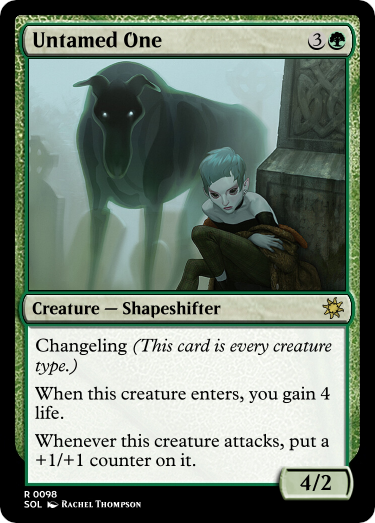 Untamed One 3
Creature — Shapeshifter
Changeling (This card is every creature
type.)
When this creature enters, you gain 4
life.
Whenever this creature attacks, put a
+1/+1 counter on it.
4/2
R 0098
SOL Rachel Thompson